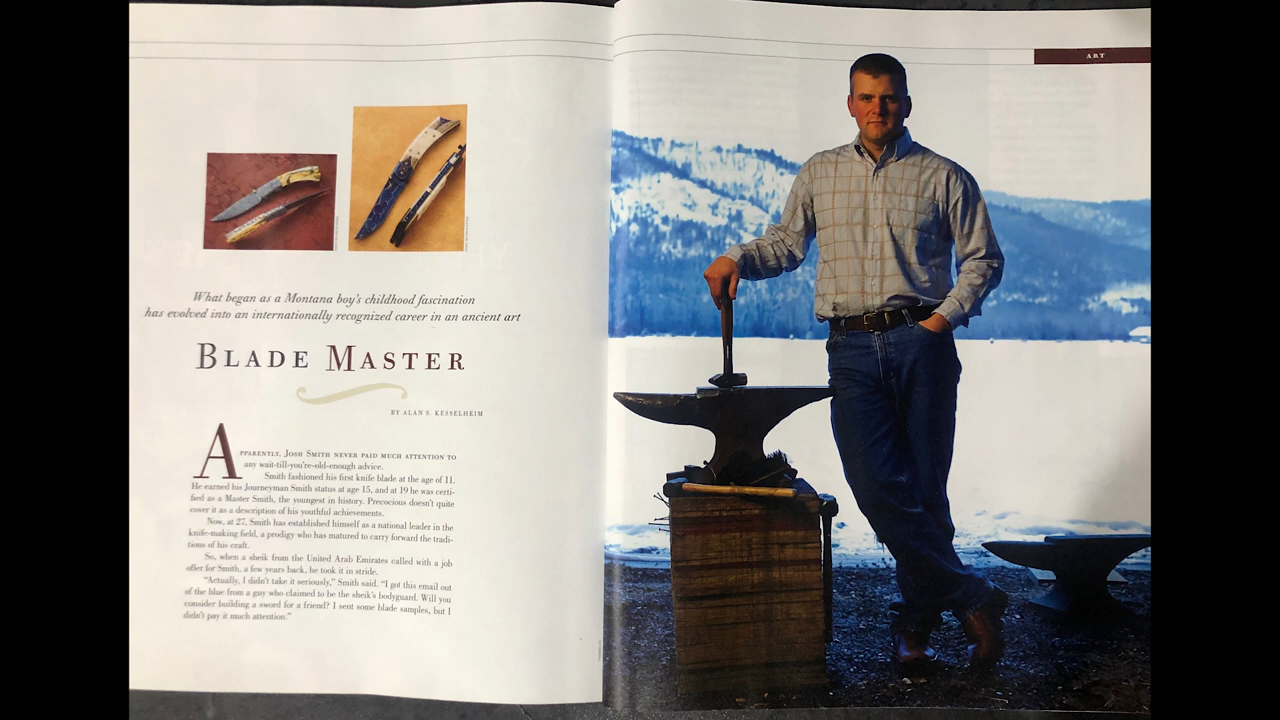 What began as a Montana boy's childhood fascination
has evolved into an internationally recognized career in an ancient art
BLADE MASTER
BY ALAN S. KESSELHEIM
APPARENTLY, JOSH SMITH NEVER PAID MUCH ATTENTION TO
any wait-till-you're-old-enough advice.
Smith fashioned his first knife blade at the age of 11.
He earned his Journeyman Smith status at age 15, and at 19 he was certi-
fied as a Master Smith, the youngest in history. Precocious doesn't quite
cover it as a description of his youthful achievements.
Now, at 27, Smith has established himself as a national leader in the
knife-making field, a prodigy who has matured to carry forward the tradi-
tions of his craft.
So, when a sheik from the United Arab Emirates called with a job
offer for Smith, a few years back, he took it in stride.
"Actually, I didn't take it seriously," Smith said. "I got this email out
of the blue from a guy who claimed to be the sheik's bodyguard. Will you
consider building a sword for a friend? I sent some blade samples, but I
didn't pay it much attention."
ART